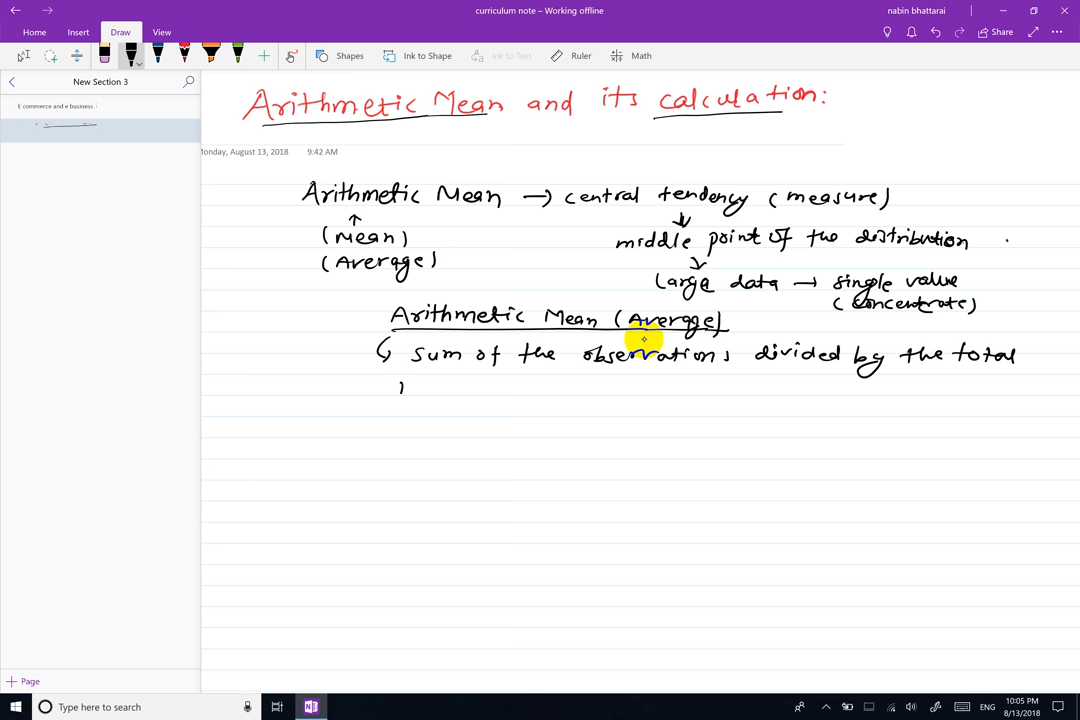 curriculum note – Working offline
nabin bhattarai
Home Insert Draw View
Share
Shapes Ink to Shape Ink to Text Ruler Math
New Section 3
E commerce and e business
Arithmetic Mean and its calculation:
Monday, August 13, 2018 9:42 AM
Arithmetic Mean → central tendency (measure)
(Mean)
(Average)
middle point of the distribution
large data → single value
(concentrate)
Arithmetic Mean (Average)
sum of the observations divided by the total
+ Page
Type here to search
ENG
10:05 PM
8/13/2018